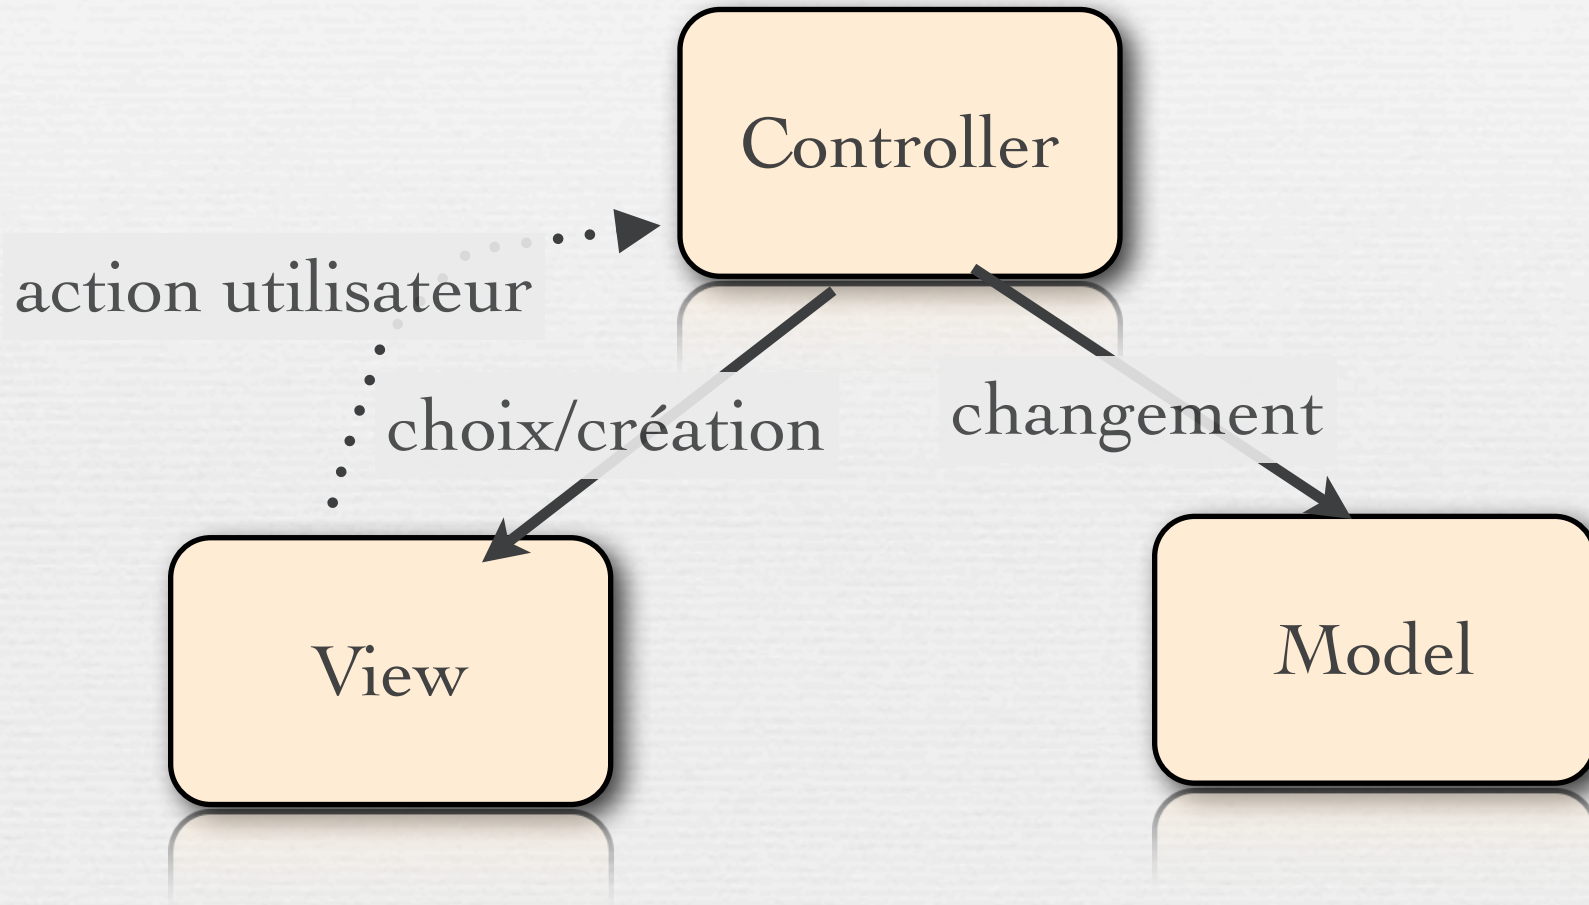 Controller
action utilisateur
choix/création
changement
View
Model